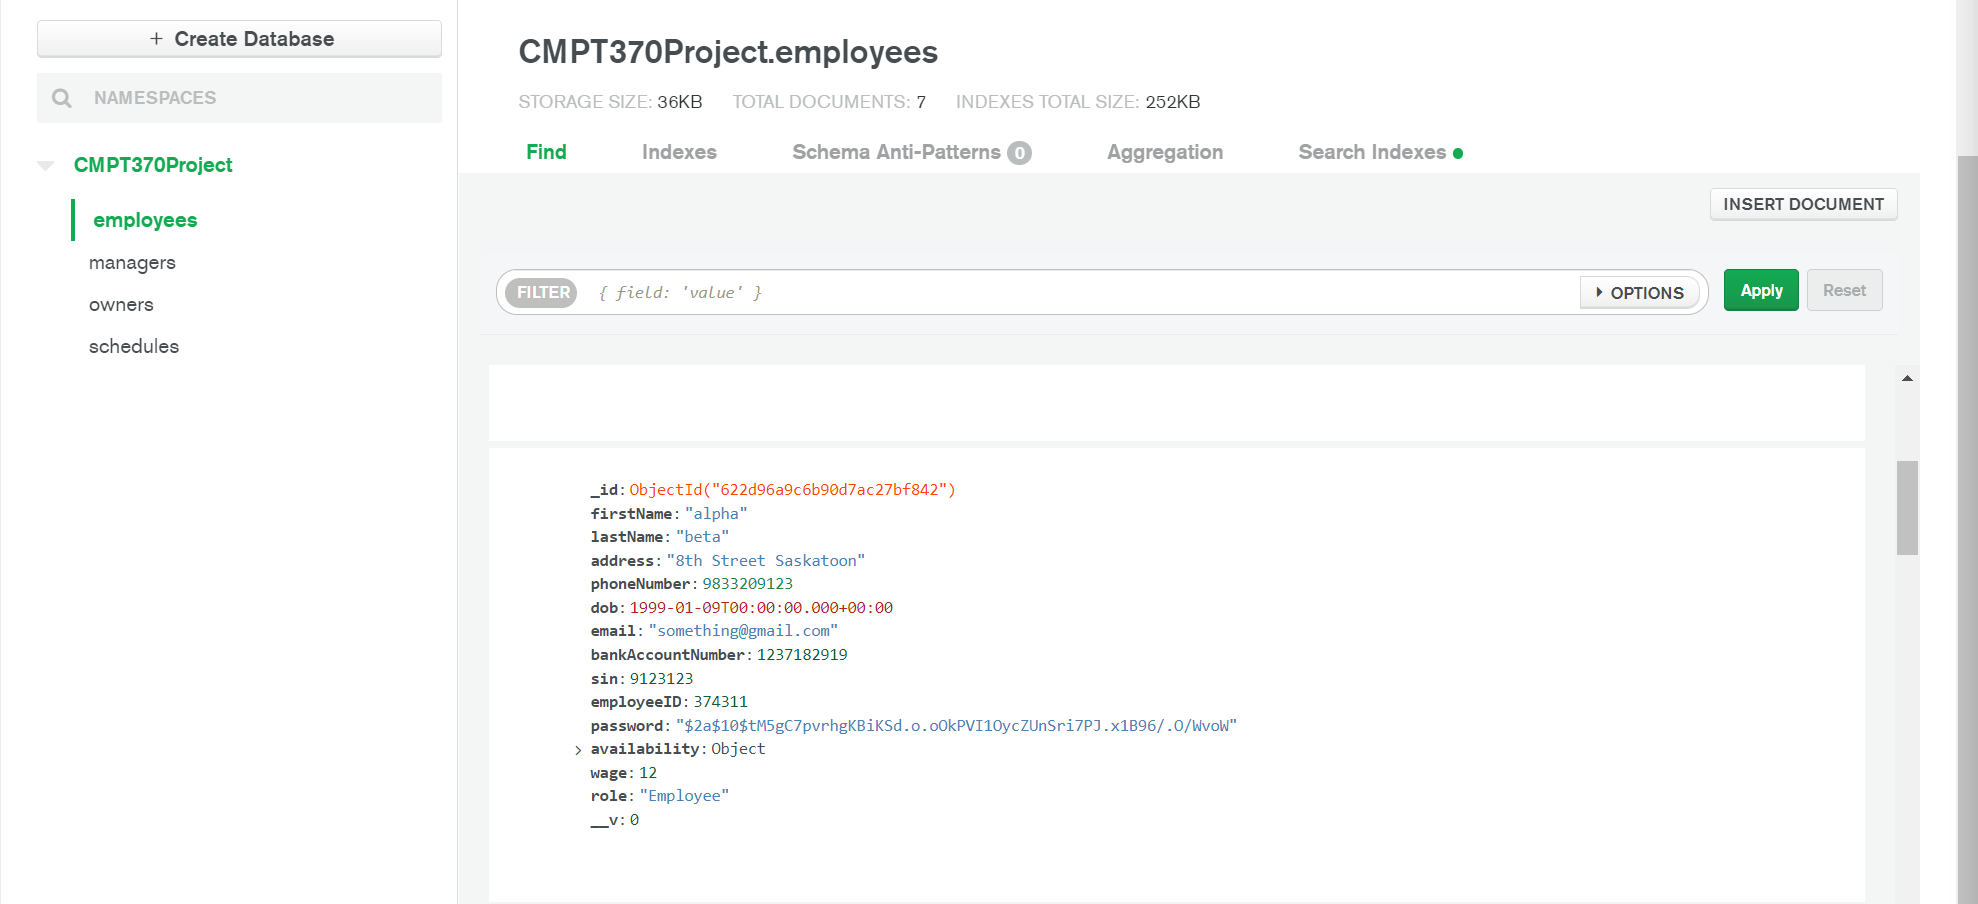 + Create Database
NAMESPACES
CMPT370Project
employees
managers
owners
schedules
CMPT370Project.employees
STORAGE SIZE: 36KB TOTAL DOCUMENTS: 7 INDEXES TOTAL SIZE: 252KB
Find Indexes Schema Anti-Patterns 0 Aggregation Search Indexes
INSERT DOCUMENT
FILTER { field: 'value' } OPTIONS Apply Reset
_id: ObjectId("622d96a9c6b90d7ac27bf842")
firstName: "alpha"
lastName: "beta"
address: "8th Street Saskatoon"
phoneNumber: 9833209123
dob: 1999-01-09T00:00:00.000+00:00
email: "something@gmail.com"
bankAccountNumber: 1237182919
sin: 9123123
employeeID: 374311
password: "$2a$10$tM5gC7pvrhgKBiKSd.o.oOkPVI1OycZUnSri7PJ.x1B96/.O/WvoW"
availability: Object
wage: 12
role: "Employee"
__v: 0